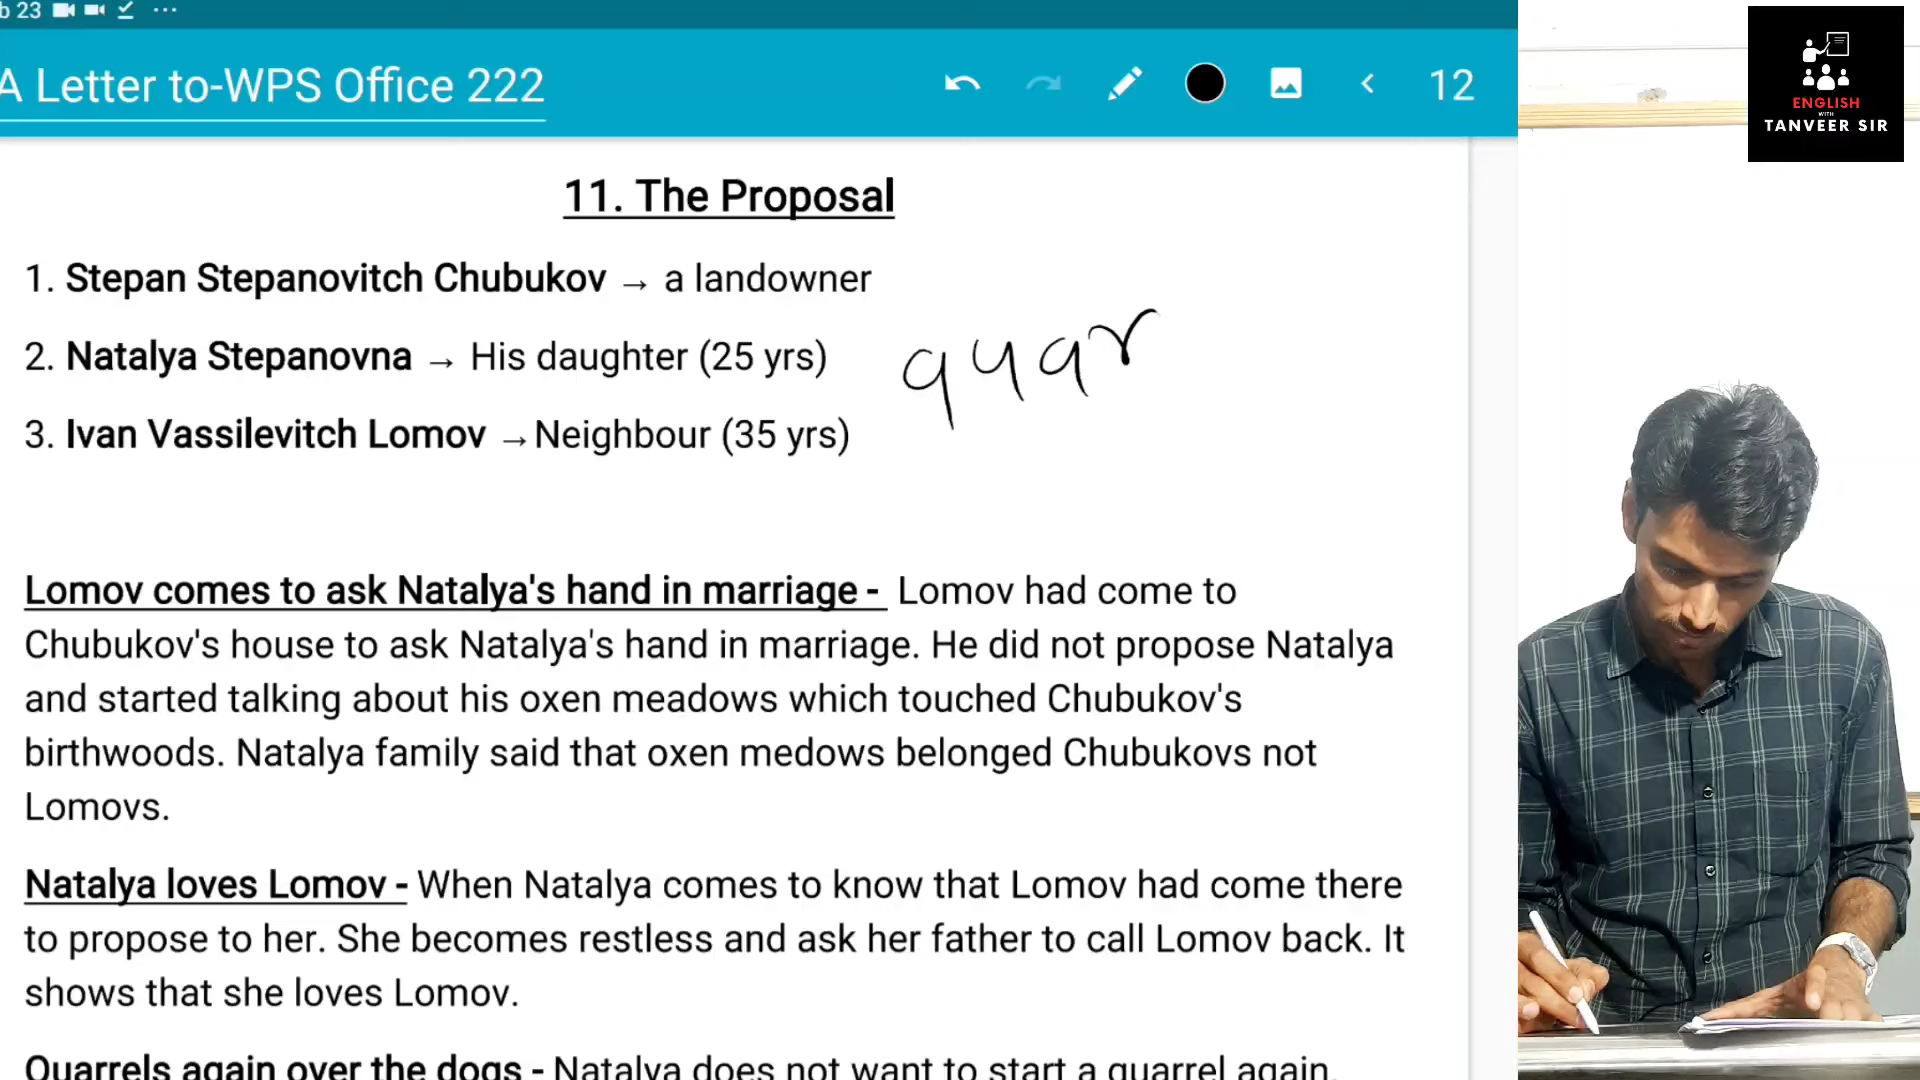 b 23
A Letter to-WPS Office 222
12
ENGLISH
WITH
TANVEER SIR
11. The Proposal
1. Stepan Stepanovitch Chubukov → a landowner
2. Natalya Stepanovna → His daughter (25 yrs)
quar
3. Ivan Vassilevitch Lomov → Neighbour (35 yrs)
Lomov comes to ask Natalya's hand in marriage - Lomov had come to
Chubukov's house to ask Natalya's hand in marriage. He did not propose Natalya
and started talking about his oxen meadows which touched Chubukov's
birthwoods. Natalya family said that oxen medows belonged Chubukovs not
Lomovs.
Natalya loves Lomov - When Natalya comes to know that Lomov had come there
to propose to her. She becomes restless and ask her father to call Lomov back. It
shows that she loves Lomov.
Quarrels again over the dogs - Natalya does not want to start a quarrel again.